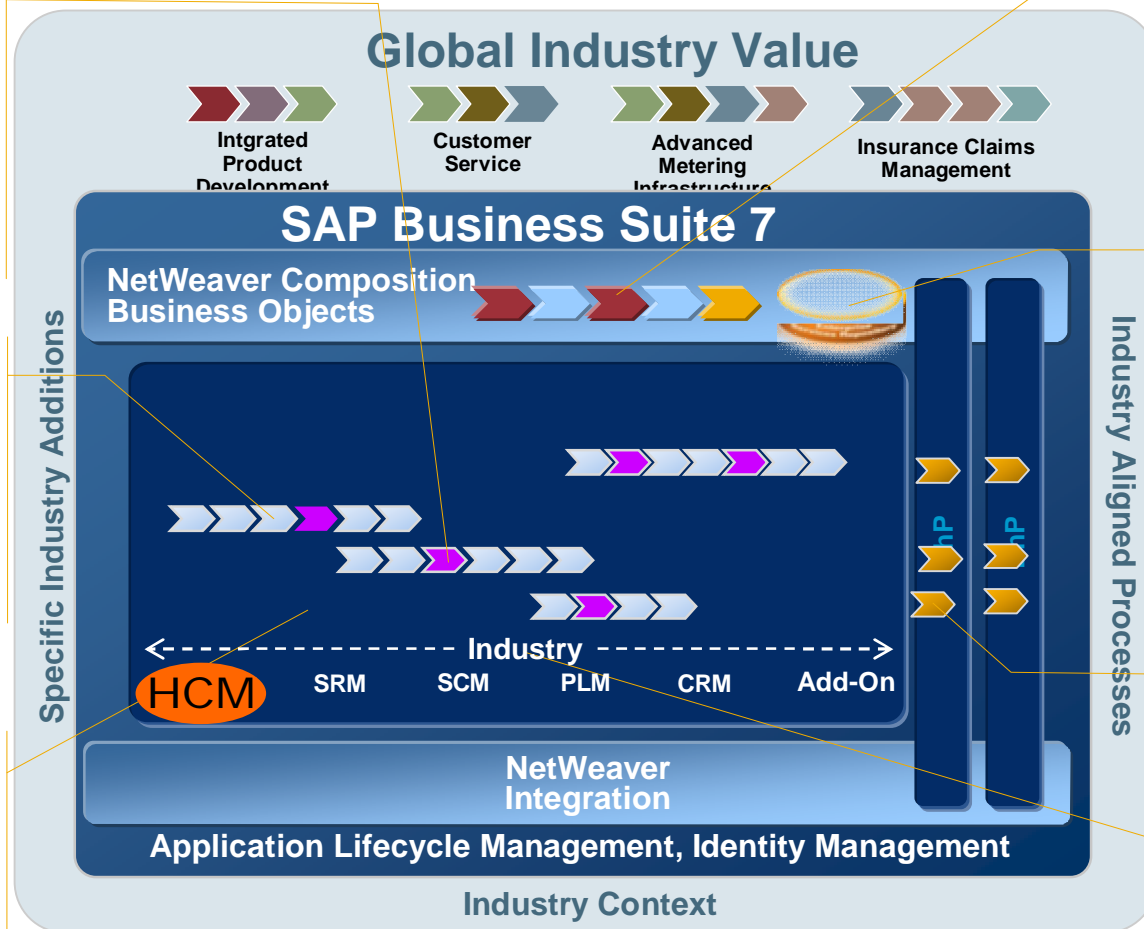 Global Industry Value
Intgrated
Product
Development
Customer
Service
Advanced
Metering
Infrastructure
Insurance Claims
Management
SAP Business Suite 7
NetWeaver Composition
Business Objects
Specific Industry Additions
Industry Aligned Processes
Industry
HCM
SRM
SCM
PLM
CRM
Add-On
NetWeaver
Integration
Application Lifecycle Management, Identity Management
Industry Context